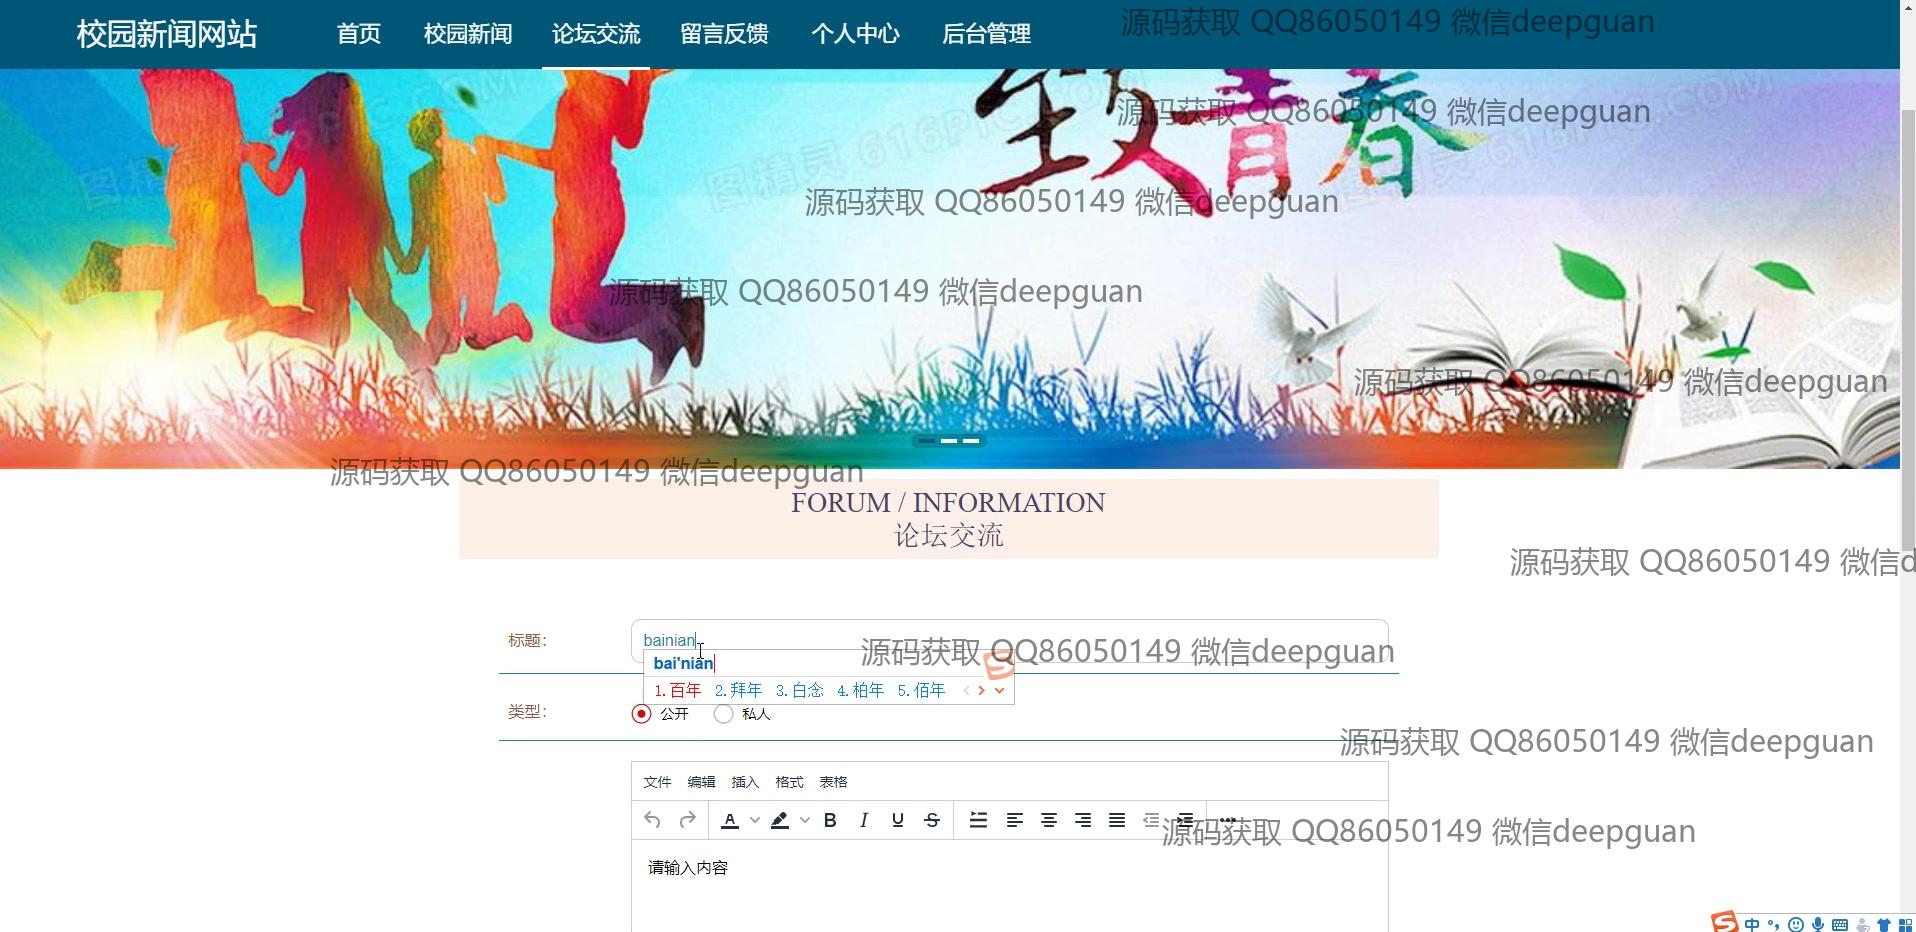 校园新闻网站 首页 校园新闻 论坛交流 留言反馈 个人中心 后台管理
源码获取 QQ86050149 微信deepguan
致青春
源码获取 QQ86050149 微信deepguan
源码获取 QQ86050149 微信deepguan
源码获取 QQ86050149 微信deepguan
源码获取 QQ86050149 微信deepguan
源码获取 QQ86050149 微信deepguan
FORUM / INFORMATION
论坛交流
源码获取 QQ86050149 微信d
标题： bainian
源码获取 QQ86050149 微信deepguan
bai'nian
1.百年 2.拜年 3.白念 4.柏年 5.佰年
类型： 公开 私人
源码获取 QQ86050149 微信deepguan
文件 编辑 插入 格式 表格
A B I U S
源码获取 QQ86050149 微信deepguan
请输入内容
中